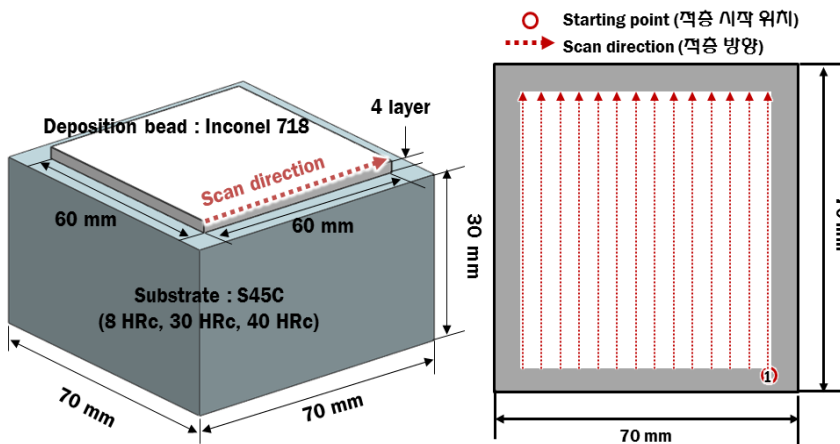 Starting point (적층 시작 위치)
Scan direction (적층 방양)
4 layer
Deposition bead : Inconel 718
Scan direction
60 mm
60 mm
30 mm
Substrate : S45C
(8 HRc, 30 HRc, 40 HRc)
70 mm
70 mm
mm
1
70 mm